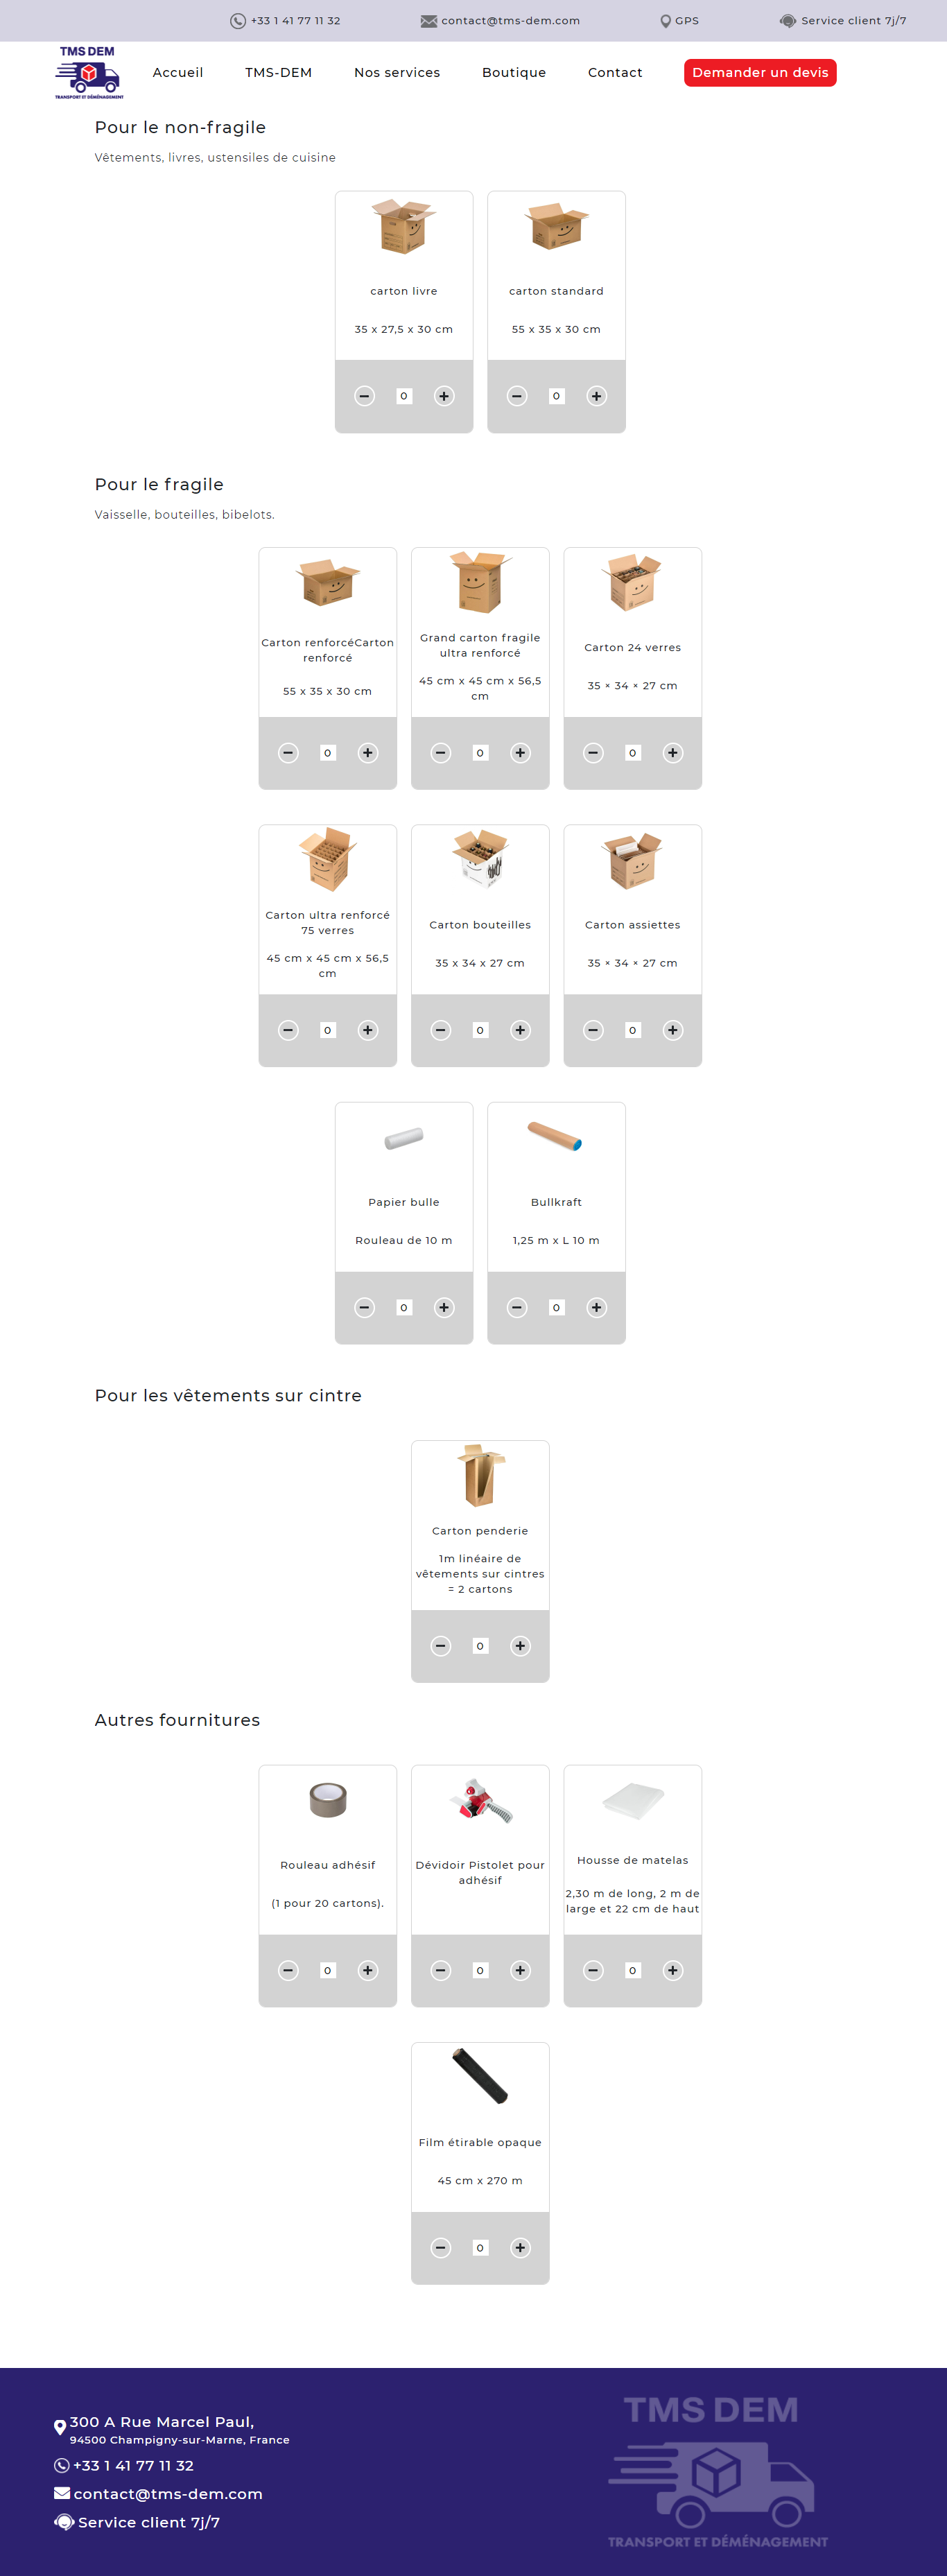 +33 1 41 77 11 32
contact@tms-dem.com
GPS
Service client 7j/7
TMS DEM
TRANSPORT ET DÉMÉNAGEMENT
Accueil
TMS-DEM
Nos services
Boutique
Contact
Demander un devis
Pour le non-fragile
Vêtements, livres, ustensiles de cuisine
carton livre
35 x 27,5 x 30 cm
0
carton standard
55 x 35 x 30 cm
0
Pour le fragile
Vaisselle, bouteilles, bibelots.
Carton renforcéCarton
renforcé
55 x 35 x 30 cm
0
Grand carton fragile
ultra renforcé
45 cm x 45 cm x 56,5
cm
0
Carton 24 verres
35 × 34 × 27 cm
0
Carton ultra renforcé
75 verres
45 cm x 45 cm x 56,5
cm
0
Carton bouteilles
35 x 34 x 27 cm
0
Carton assiettes
35 × 34 × 27 cm
0
Papier bulle
Rouleau de 10 m
0
Bullkraft
1,25 m x L 10 m
0
Pour les vêtements sur cintre
Carton penderie
1m linéaire de
vêtements sur cintres
= 2 cartons
0
Autres fournitures
Rouleau adhésif
(1 pour 20 cartons).
0
Dévidoir Pistolet pour
adhésif
0
Housse de matelas
2,30 m de long, 2 m de
large et 22 cm de haut
0
Film étirable opaque
45 cm x 270 m
0
300 A Rue Marcel Paul,
94500 Champigny-sur-Marne, France
+33 1 41 77 11 32
contact@tms-dem.com
Service client 7j/7
TMS DEM
TRANSPORT ET DÉMÉNAGEMENT